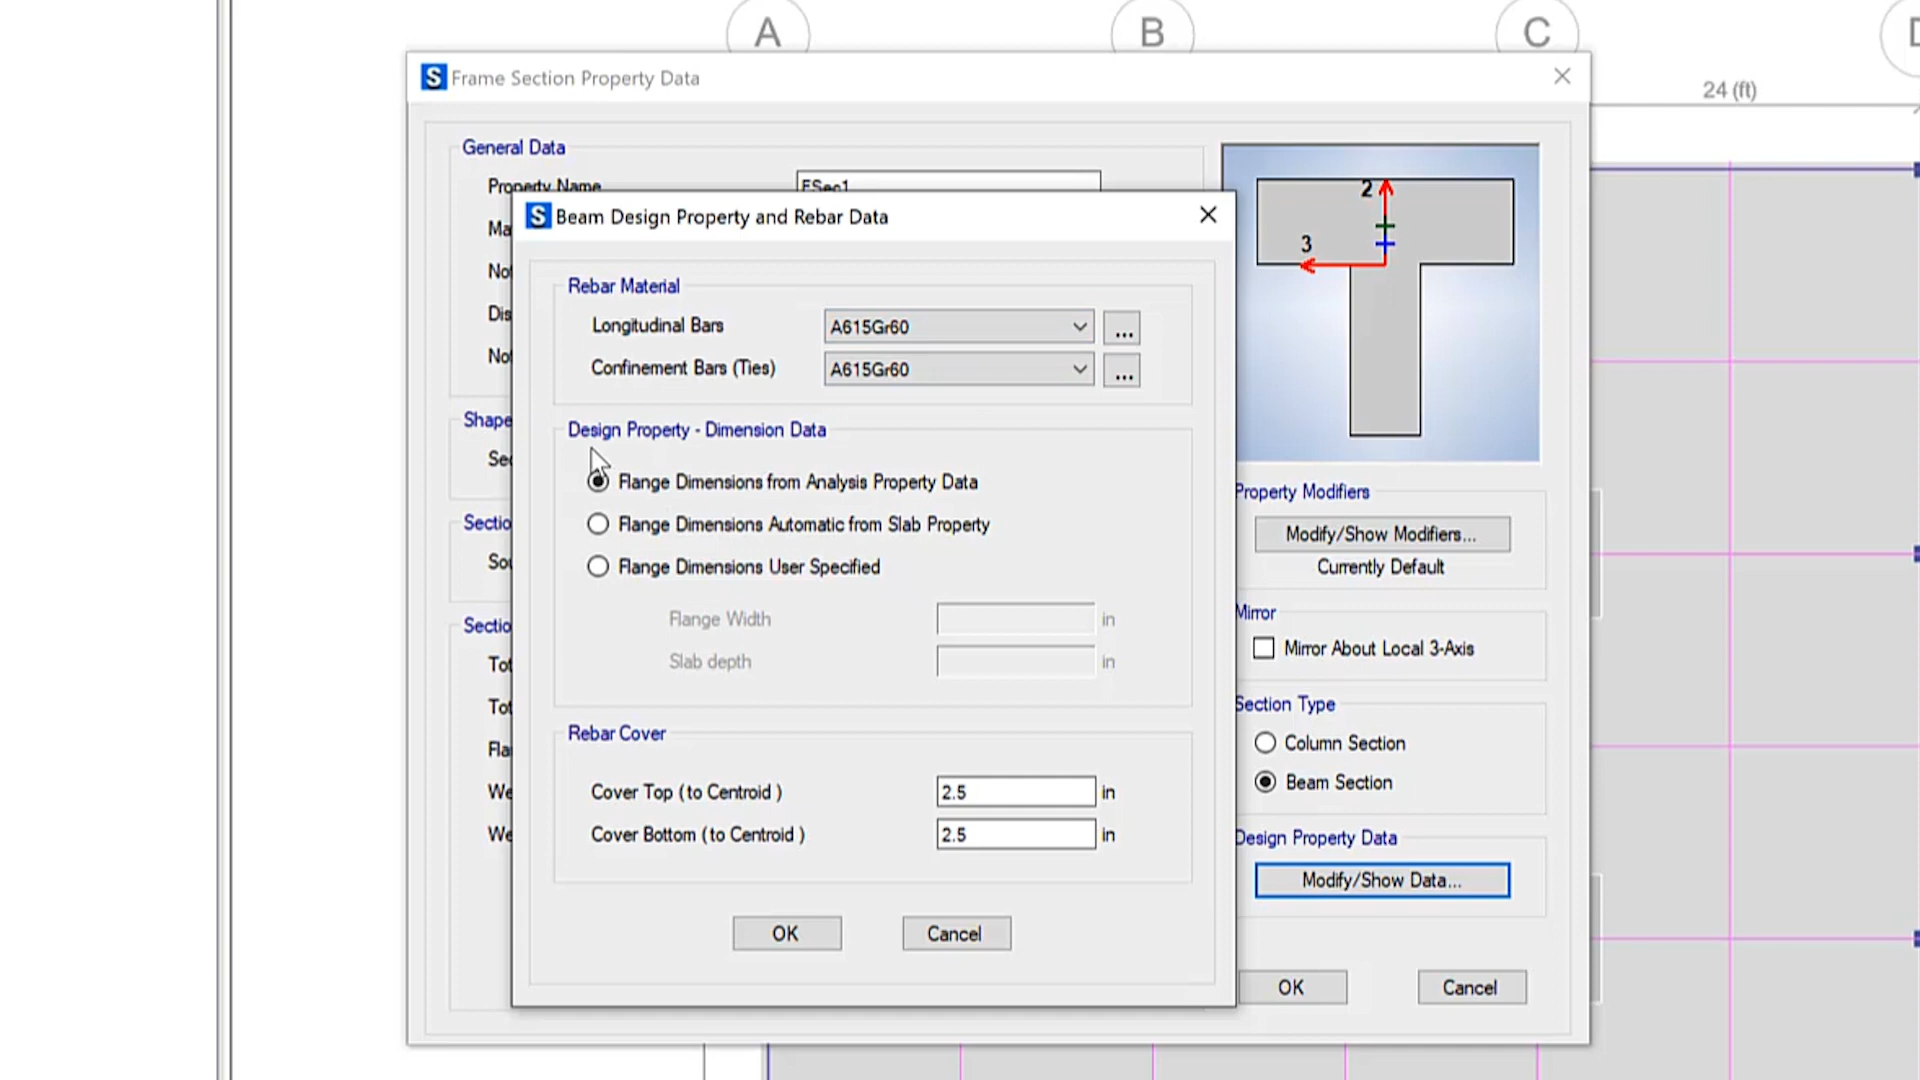 A
B
C
24 (ft)
S Frame Section Property Data
General Data
Property Name
FSec1
S Beam Design Property and Rebar Data
Rebar Material
Longitudinal Bars
A615Gr60
...
Confinement Bars (Ties)
A615Gr60
...
Design Property - Dimension Data
Flange Dimensions from Analysis Property Data
Flange Dimensions Automatic from Slab Property
Flange Dimensions User Specified
Flange Width
in
Slab depth
in
Rebar Cover
Cover Top ( to Centroid )
2.5
in
Cover Bottom ( to Centroid )
2.5
in
OK
Cancel
Shape
2
3
Property Modifiers
Modify/Show Modifiers...
Currently Default
Mirror
Mirror About Local 3-Axis
Section Type
Column Section
Beam Section
Design Property Data
Modify/Show Data...
OK
Cancel